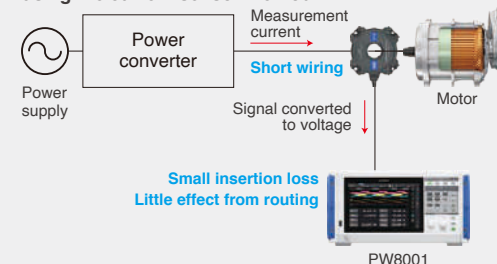 Measurement
current
Power
converter
Short wiring
Power
supply
Motor
Signal converted
to voltage
Small insertion loss
Little effect from routing
PW8001